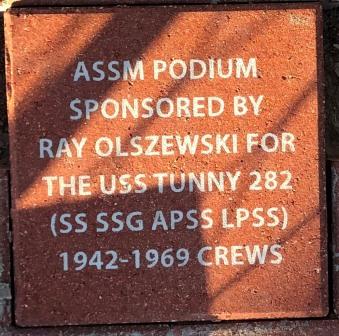 ASSM PODIUM
SPONSORED BY
RAY OLSZEWSKI FOR
THE USS TUNNY 282
(SS SSG APSS LPSS)
1942-1969 CREWS